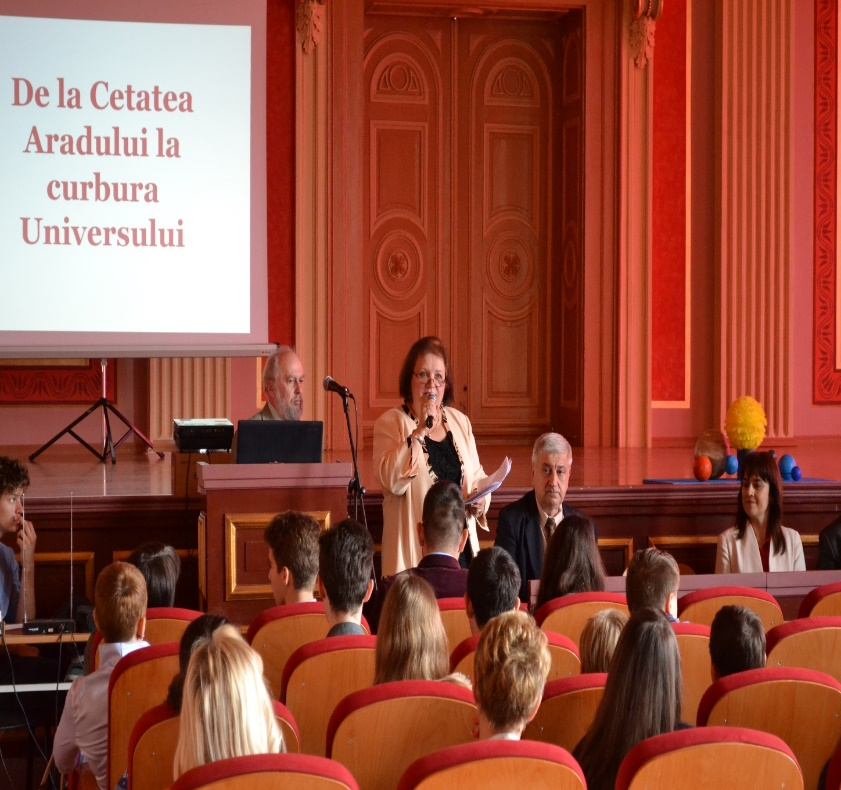 De la Cetatea
Aradului la
curbura
Universului